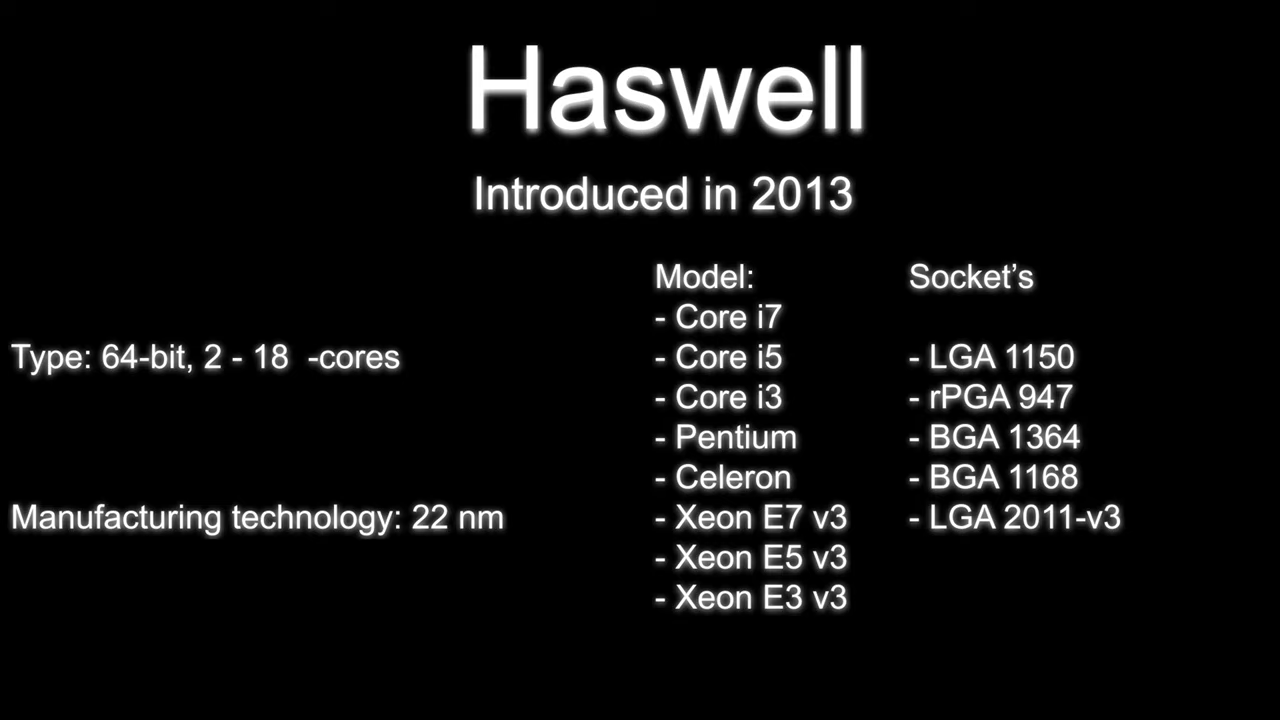 Haswell
Introduced in 2013
Type: 64-bit, 2 - 18  -cores
Manufacturing technology: 22 nm
Model:
- Core i7
- Core i5
- Core i3
- Pentium
- Celeron
- Xeon E7 v3
- Xeon E5 v3
- Xeon E3 v3
Socket’s
- LGA 1150
- rPGA 947
- BGA 1364
- BGA 1168
- LGA 2011-v3